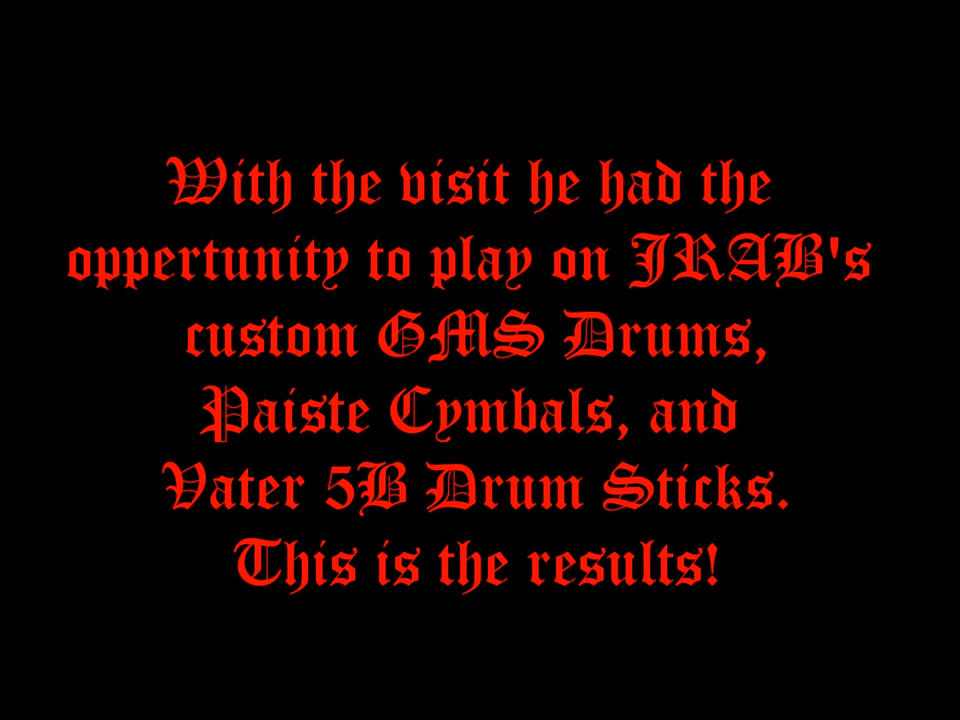 With the visit he had the
oppertunity to play on JRAB's
custom GMS Drums,
Paiste Cymbals, and
Vater 5B Drum Sticks.
This is the results!